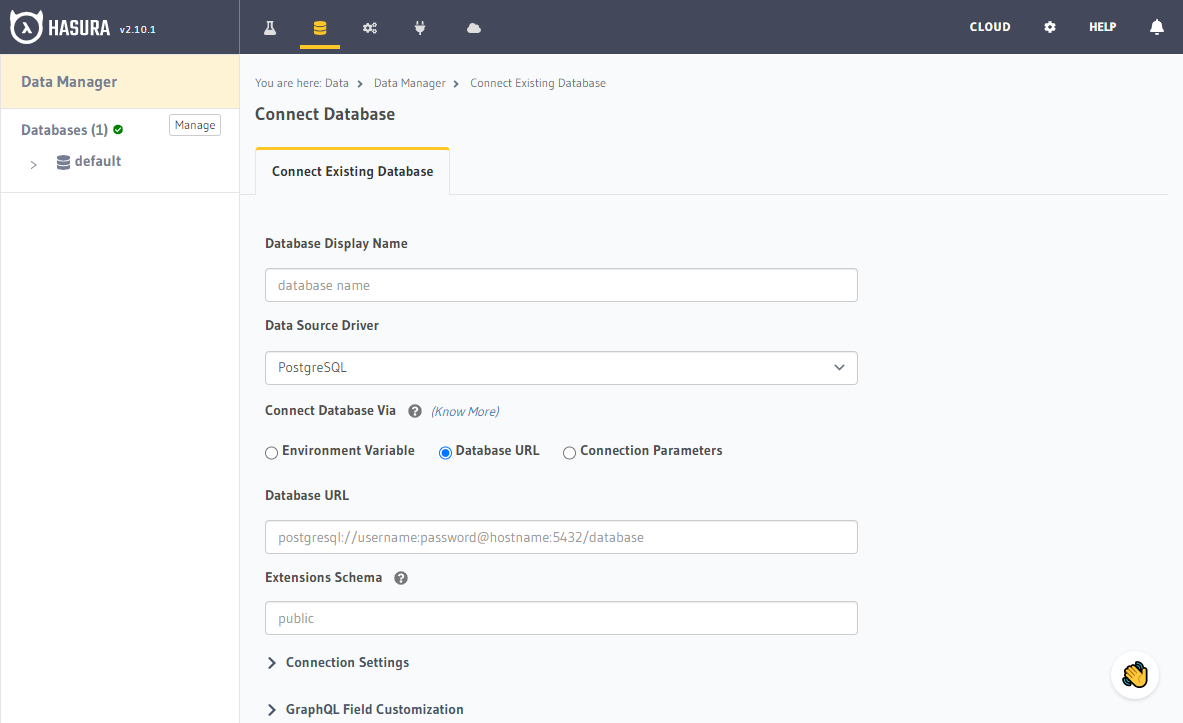 HASURA v2.10.1
CLOUD
HELP
Data Manager
Databases (1)
Manage
default
You are here: Data > Data Manager > Connect Existing Database
Connect Database
Connect Existing Database
Database Display Name
database name
Data Source Driver
PostgreSQL
Connect Database Via ? (Know More)
Environment Variable
Database URL
Connection Parameters
Database URL
postgresql://username:password@hostname:5432/database
Extensions Schema ?
public
Connection Settings
GraphQL Field Customization